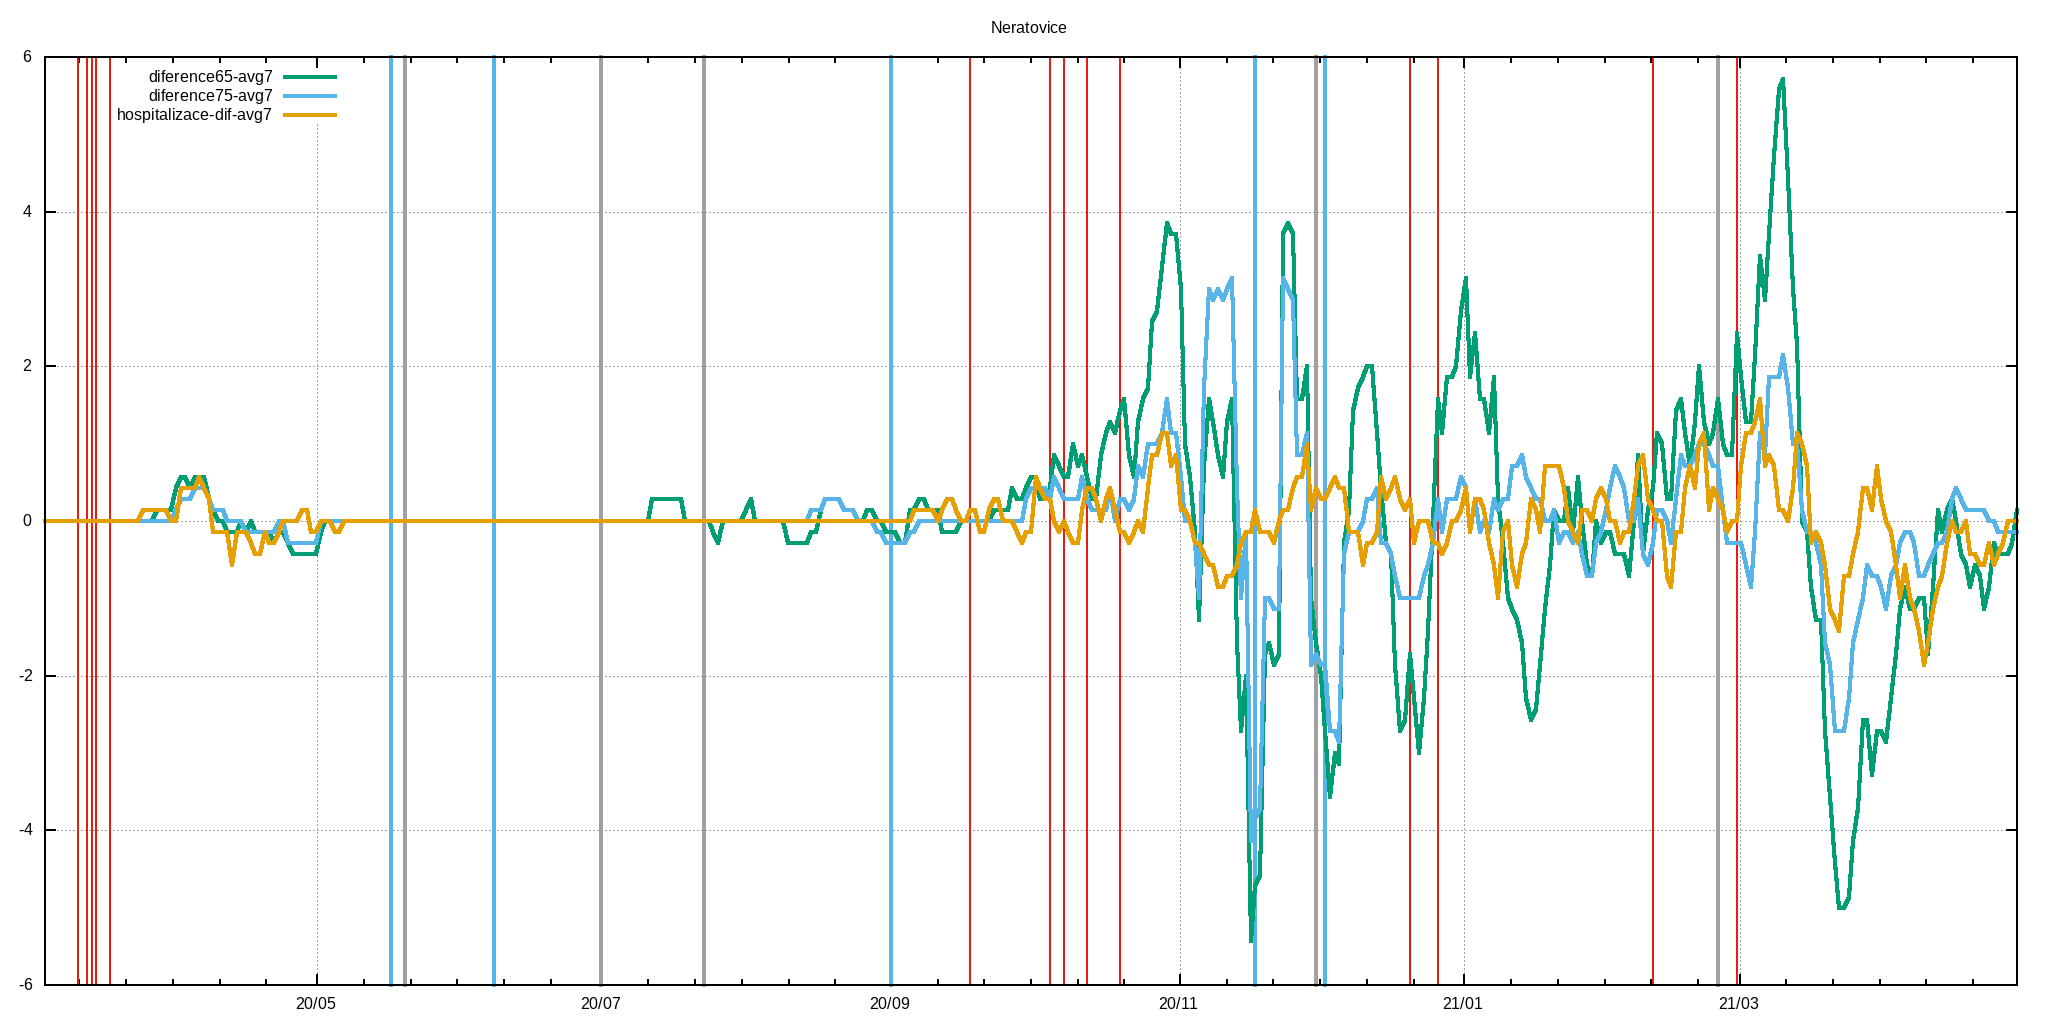 Neratovice
6
diference65-avg7
diference75-avg7
hospitalizace-dif-avg7
4
2
0
-2
-4
-6
20/05 20/07 20/09 20/11 21/01 21/03